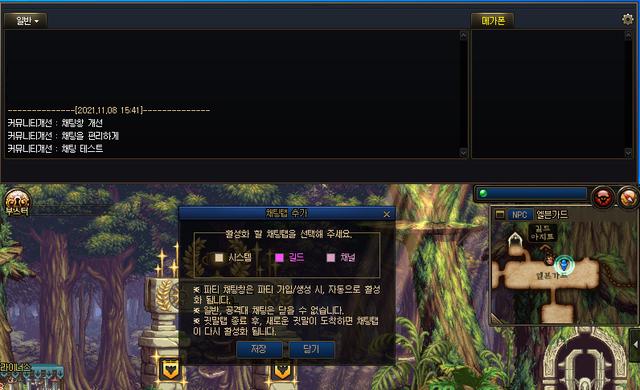 일반
메가폰
---------------[2021.11.08 15:41]---------------
커뮤니티개선 : 채팅창 개선
커뮤니티개선 : 채팅을 편리하게
커뮤니티개선 : 채팅 테스트
부스터
채팅탭 추가
활성화 할 채팅탭을 선택해 주세요.
시스템 길드 채널
※ 파티 채팅창은 파티 가입/생성 시, 자동으로 활성
화 됩니다.
※ 일반, 공격대 채팅은 닫을 수 없습니다.
※ 귓말탭 종료 후, 새로운 귓말이 도착하면 채팅탭
이 다시 활성화 됩니다.
저장 닫기
NPC 엘븐가드
길드
아지트
엘븐가드
라이너스